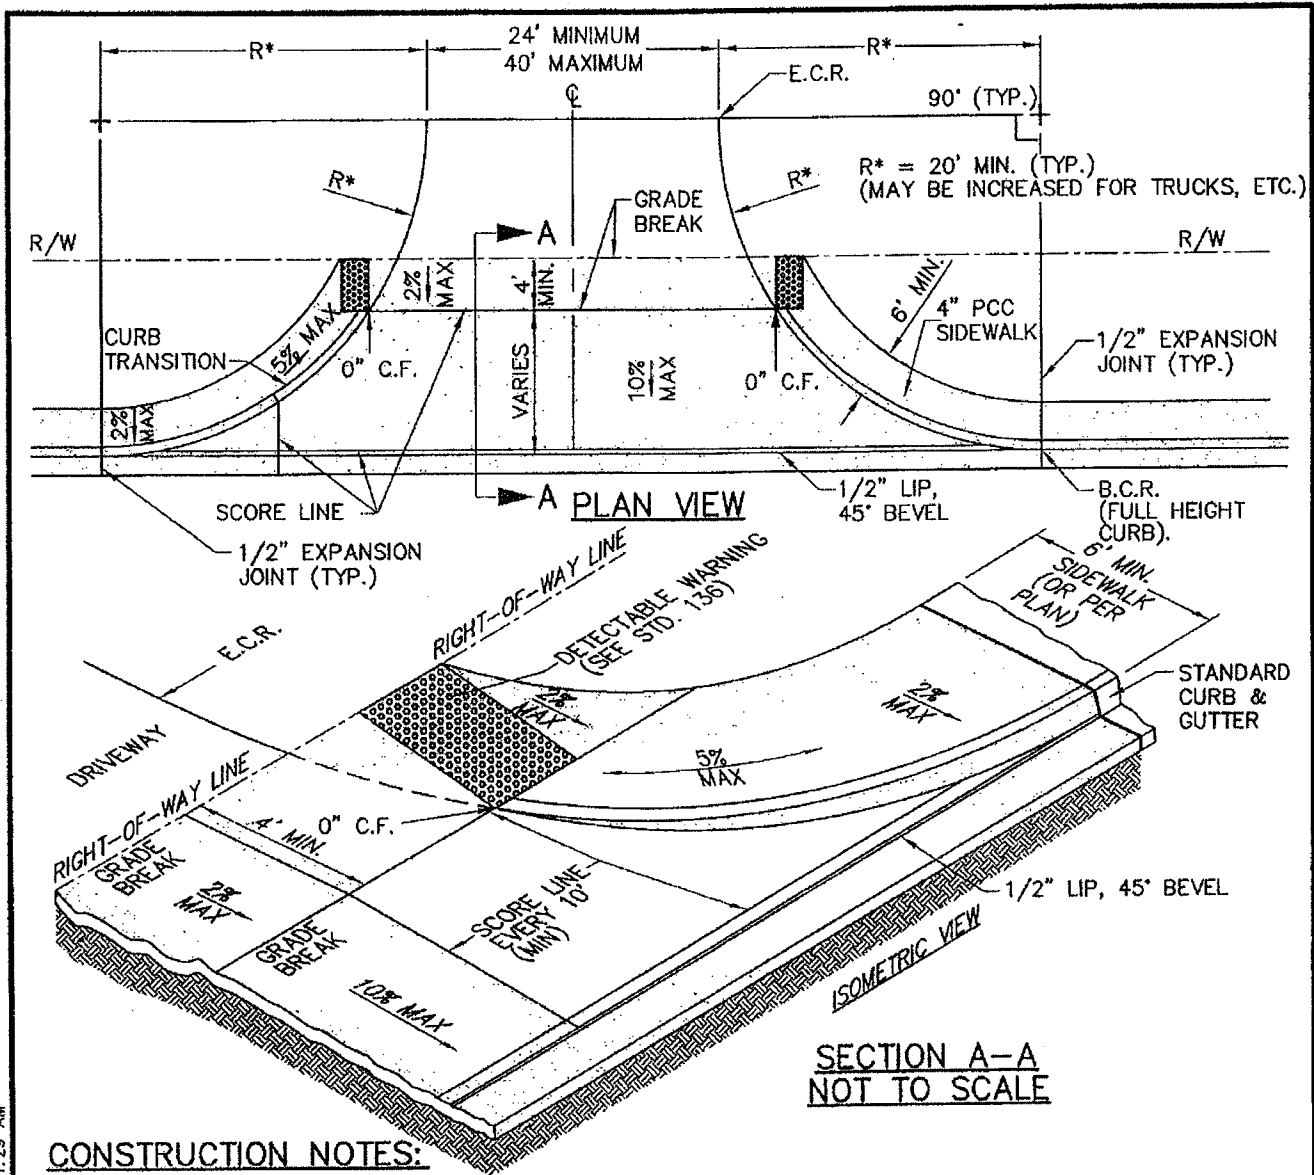 R*
24' MINIMUM
40' MAXIMUM
R*
℄
E.C.R.
90° (TYP.)
R*
R*
R* = 20' MIN. (TYP.)
(MAY BE INCREASED FOR TRUCKS, ETC.)
GRADE
BREAK
R/W
A
R/W
2%
MAX
4'
MIN.
6' MIN.
4" PCC
SIDEWALK
CURB
TRANSITION
5% MAX
0" C.F.
VARIES
10%
MAX
0" C.F.
1/2" EXPANSION
JOINT (TYP.)
2%
MAX
SCORE LINE
A
PLAN VIEW
1/2" LIP,
45° BEVEL
B.C.R.
(FULL HEIGHT
CURB).
1/2" EXPANSION
JOINT (TYP.)
RIGHT-OF-WAY LINE
DETECTABLE WARNING
(SEE STD. 136)
6' MIN.
SIDEWALK
(OR PER
PLAN)
E.C.R.
2%
MAX
2%
MAX
STANDARD
CURB &
GUTTER
DRIVEWAY
5%
MAX
RIGHT-OF-WAY LINE
4' MIN.
0" C.F.
GRADE
BREAK
2%
MAX
SCORE LINE
EVERY 10'
(MIN)
1/2" LIP, 45° BEVEL
GRADE
BREAK
10% MAX
ISOMETRIC VIEW
SECTION A-A
NOT TO SCALE
CONSTRUCTION NOTES: